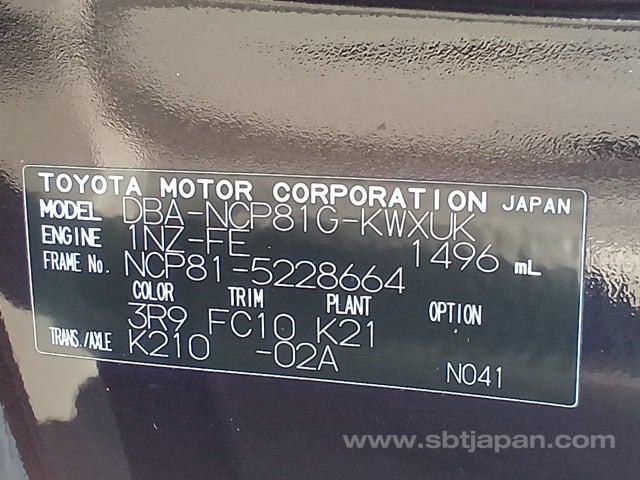 TOYOTA MOTOR CORPORATION JAPAN
MODEL DBA-NCP81G-KWXUK
ENGINE 1NZ-FE 1496 mL
FRAME No. NCP81-5228664
COLOR TRIM PLANT OPTION
3R9 FC10 K21
TRANS./AXLE K210 -02A
N041
www.sbtjapan.com